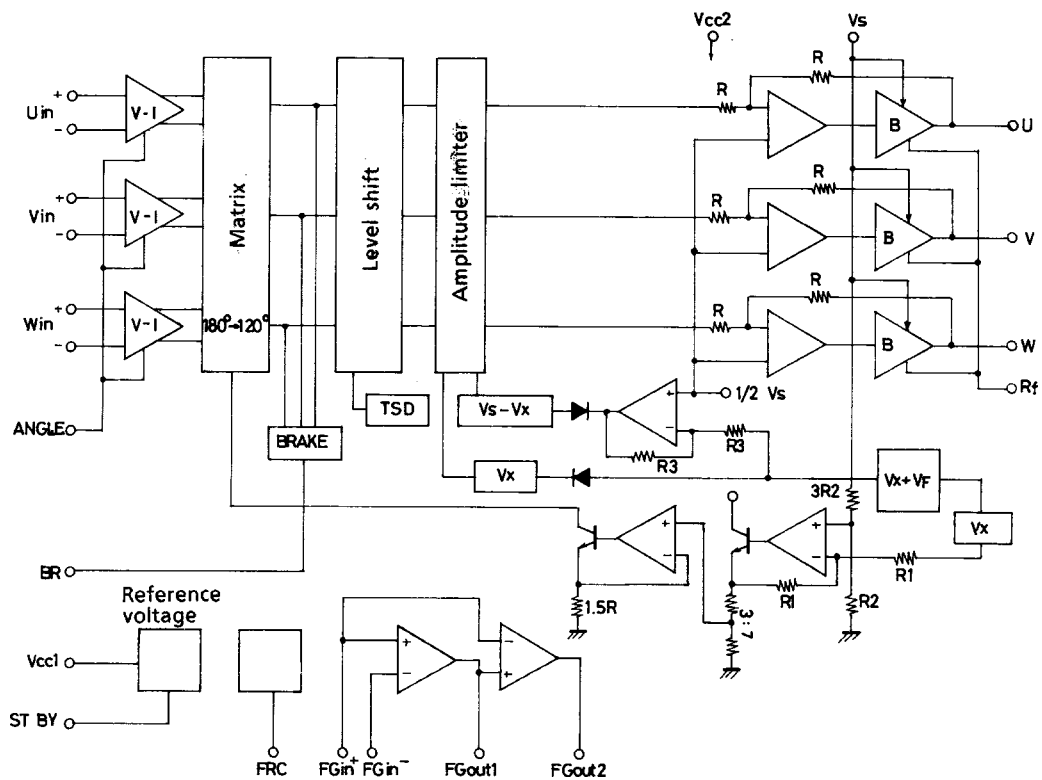 Vcc2
Vs
R
R
+
Uin
-
V-I
B
U
R
R
+
Vin
-
V-I
B
V
Matrix
Level shift
Amplitude limiter
R
R
+
Win
-
V-I
180°→120°
B
W
Rf
ANGLE
TSD
Vs-Vx
+
-
1/2 Vs
BRAKE
R3
R3
Vx
Vx+VF
3R2
Vx
+
-
+
-
R1
R1
BR
1.5R
3:7
R2
Reference
voltage
+
-
-
+
Vcc1
ST BY
FRC
FGin+
FGin-
FGout1
FGout2